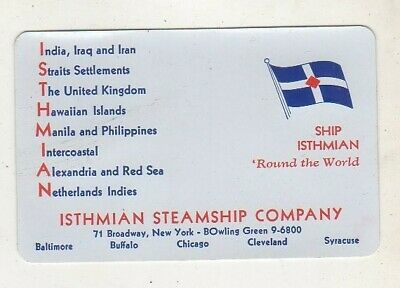 India, Iraq and Iran
Straits Settlements
The United Kingdom
Hawaiian Islands
Manila and Philippines
Intercoastal
Alexandria and Red Sea
Netherlands Indies
SHIP
ISTHMIAN
'Round the World
ISTHMIAN STEAMSHIP COMPANY
71 Broadway, New York - BOwling Green 9-6800
Baltimore Buffalo Chicago Cleveland Syracuse